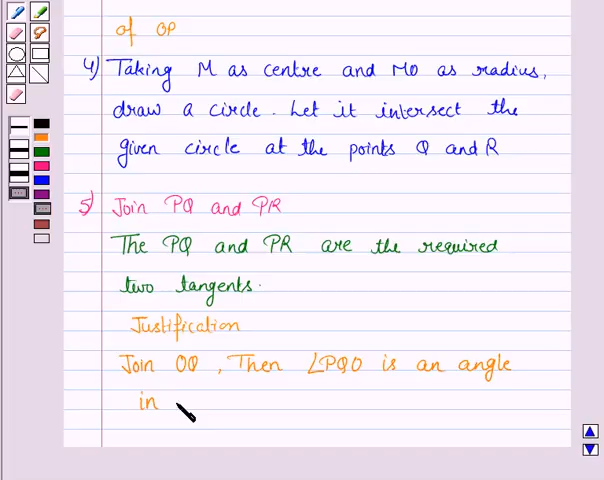 of OP
4) Taking M as centre and MO as radius,
draw a circle. Let it intersect the
given circle at the points Q and R
5) Join PQ and PR
The PQ and PR are the required
two tangents.
Justification
Join OQ, Then ∠PQO is an angle
in